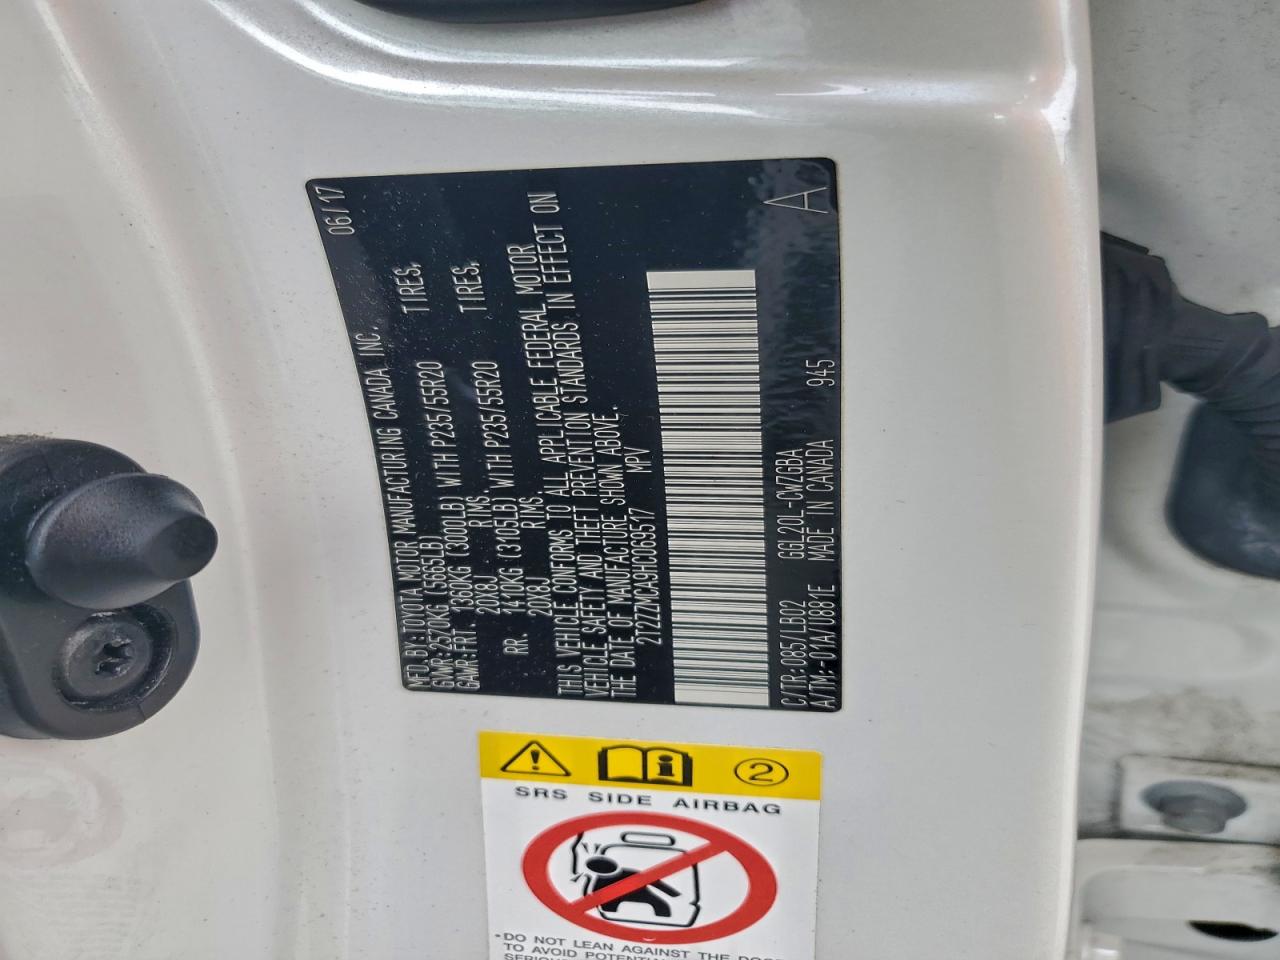 MFD.BY:TOYOTA MOTOR MANUFACTURING CANADA INC. 06/17
GVWR:2570KG (5665LB)
GAWR:FRT. 1360KG (3000LB) WITH P235/55R20 TIRES,
20X8J RIMS.
RR. 1410KG (3105LB) WITH P235/55R20 TIRES,
20X8J RIMS.
THIS VEHICLE CONFORMS TO ALL APPLICABLE FEDERAL MOTOR
VEHICLE SAFETY AND THEFT PREVENTION STANDARDS IN EFFECT ON
THE DATE OF MANUFACTURE SHOWN ABOVE.
2T2ZZMCA9HC069517 MPV
C/TR:085/LB02 GGL20L-CWZGBA A
A/TM:-01A/U881E MADE IN CANADA 945
2
SRS SIDE AIRBAG
•DO NOT LEAN AGAINST THE
TO AVOID